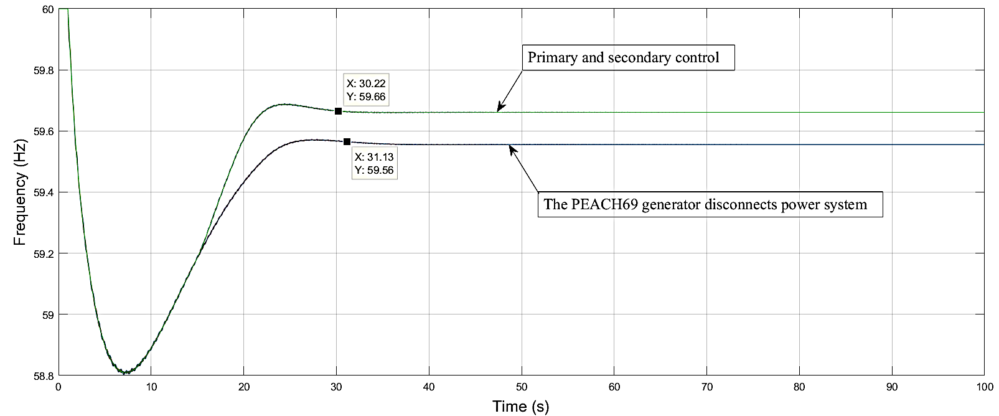 60
59.8
59.6
59.4
59.2
59
58.8
Frequency (Hz)
Primary and secondary control
X: 30.22
Y: 59.66
X: 31.13
Y: 59.56
The PEACH69 generator disconnects power system
0 10 20 30 40 50 60 70 80 90 100
Time (s)